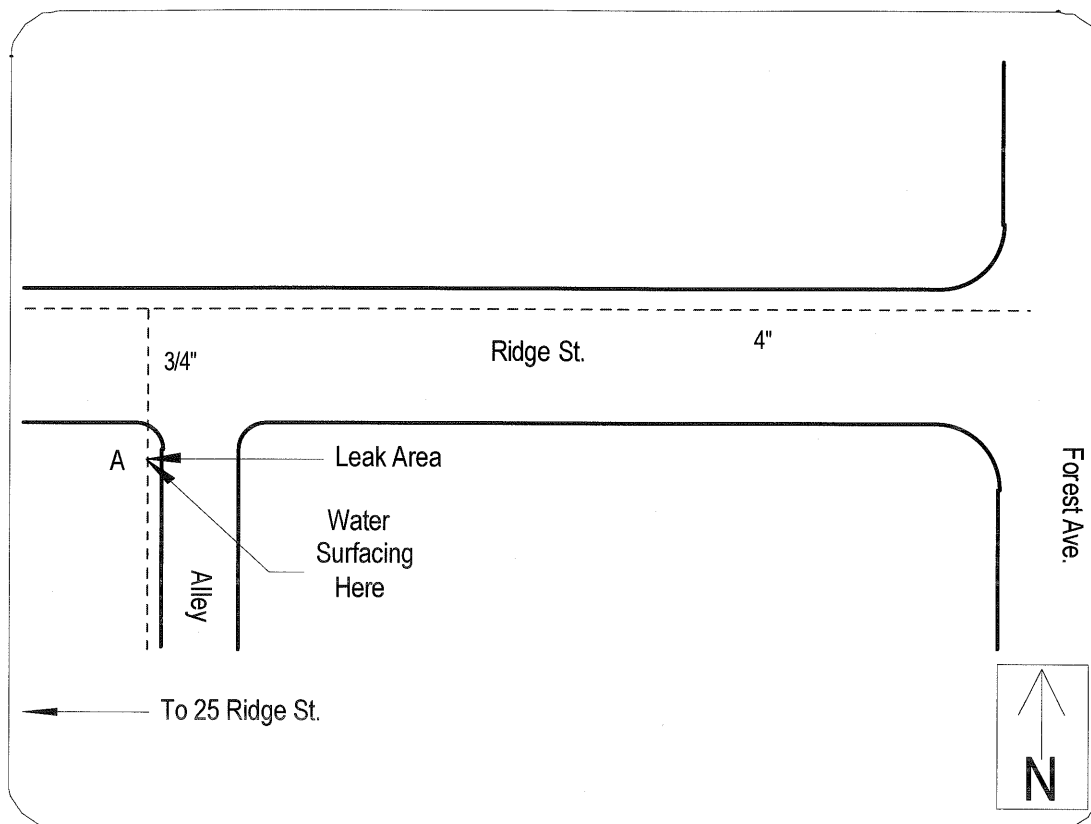 4"
Ridge St.
3/4"
A
Leak Area
Water
Surfacing
Here
Forest Ave.
Alley
To 25 Ridge St.
N